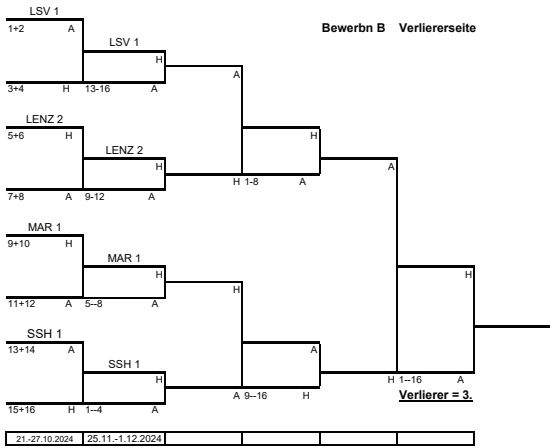 LSV 1
Bewerbn B Verliererseite
1+2 A
LSV 1
H
A
3+4 H 13-16 A
LENZ 2
5+6 H
H
LENZ 2
H
A
H 1-8 A
7+8 A 9-12 A
MAR 1
9+10 H
MAR 1
H
H
H
11+12 A 5--8 A
SSH 1
13+14 A
A
SSH 1
H
H 1--16 A
A 9--16 H
Verlierer = 3.
15+16 H 1--4 A
21.-27.10.2024 25.11.-1.12.2024